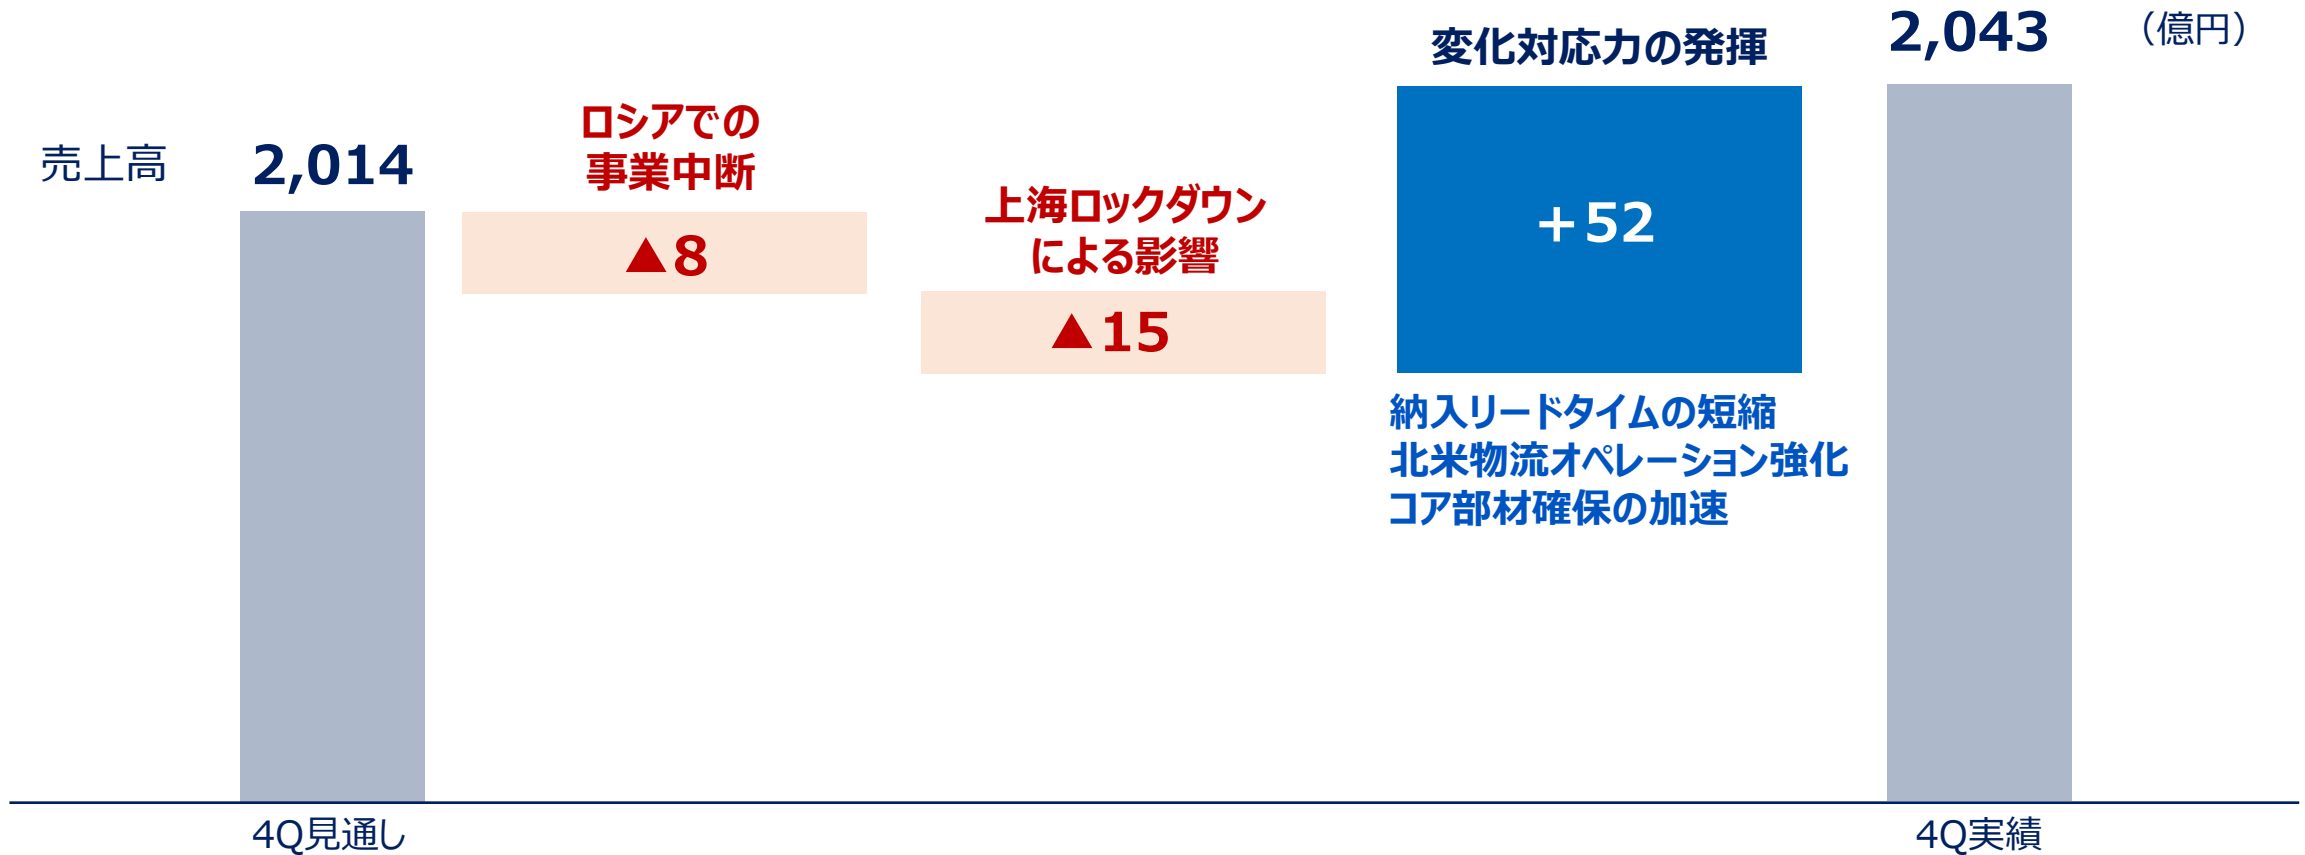 売上高
2,014
ロシアでの
事業中断
▲8
上海ロックダウン
による影響
▲15
変化対応力の発揮
+52
納入リードタイムの短縮
北米物流オペレーション強化
コア部材確保の加速
2,043
（億円）
4Q見通し
4Q実績